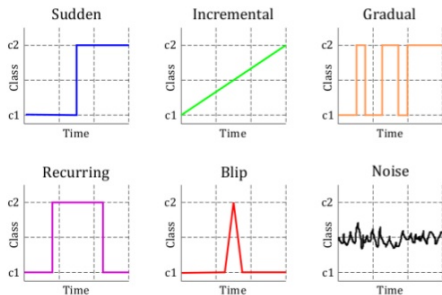 Sudden
c2
Class
c1
Time
Incremental
c2
Class
c1
Time
Gradual
c2
Class
c1
Time
Recurring
c2
Class
c1
Time
Blip
c2
Class
c1
Time
Noise
c2
Class
c1
Time